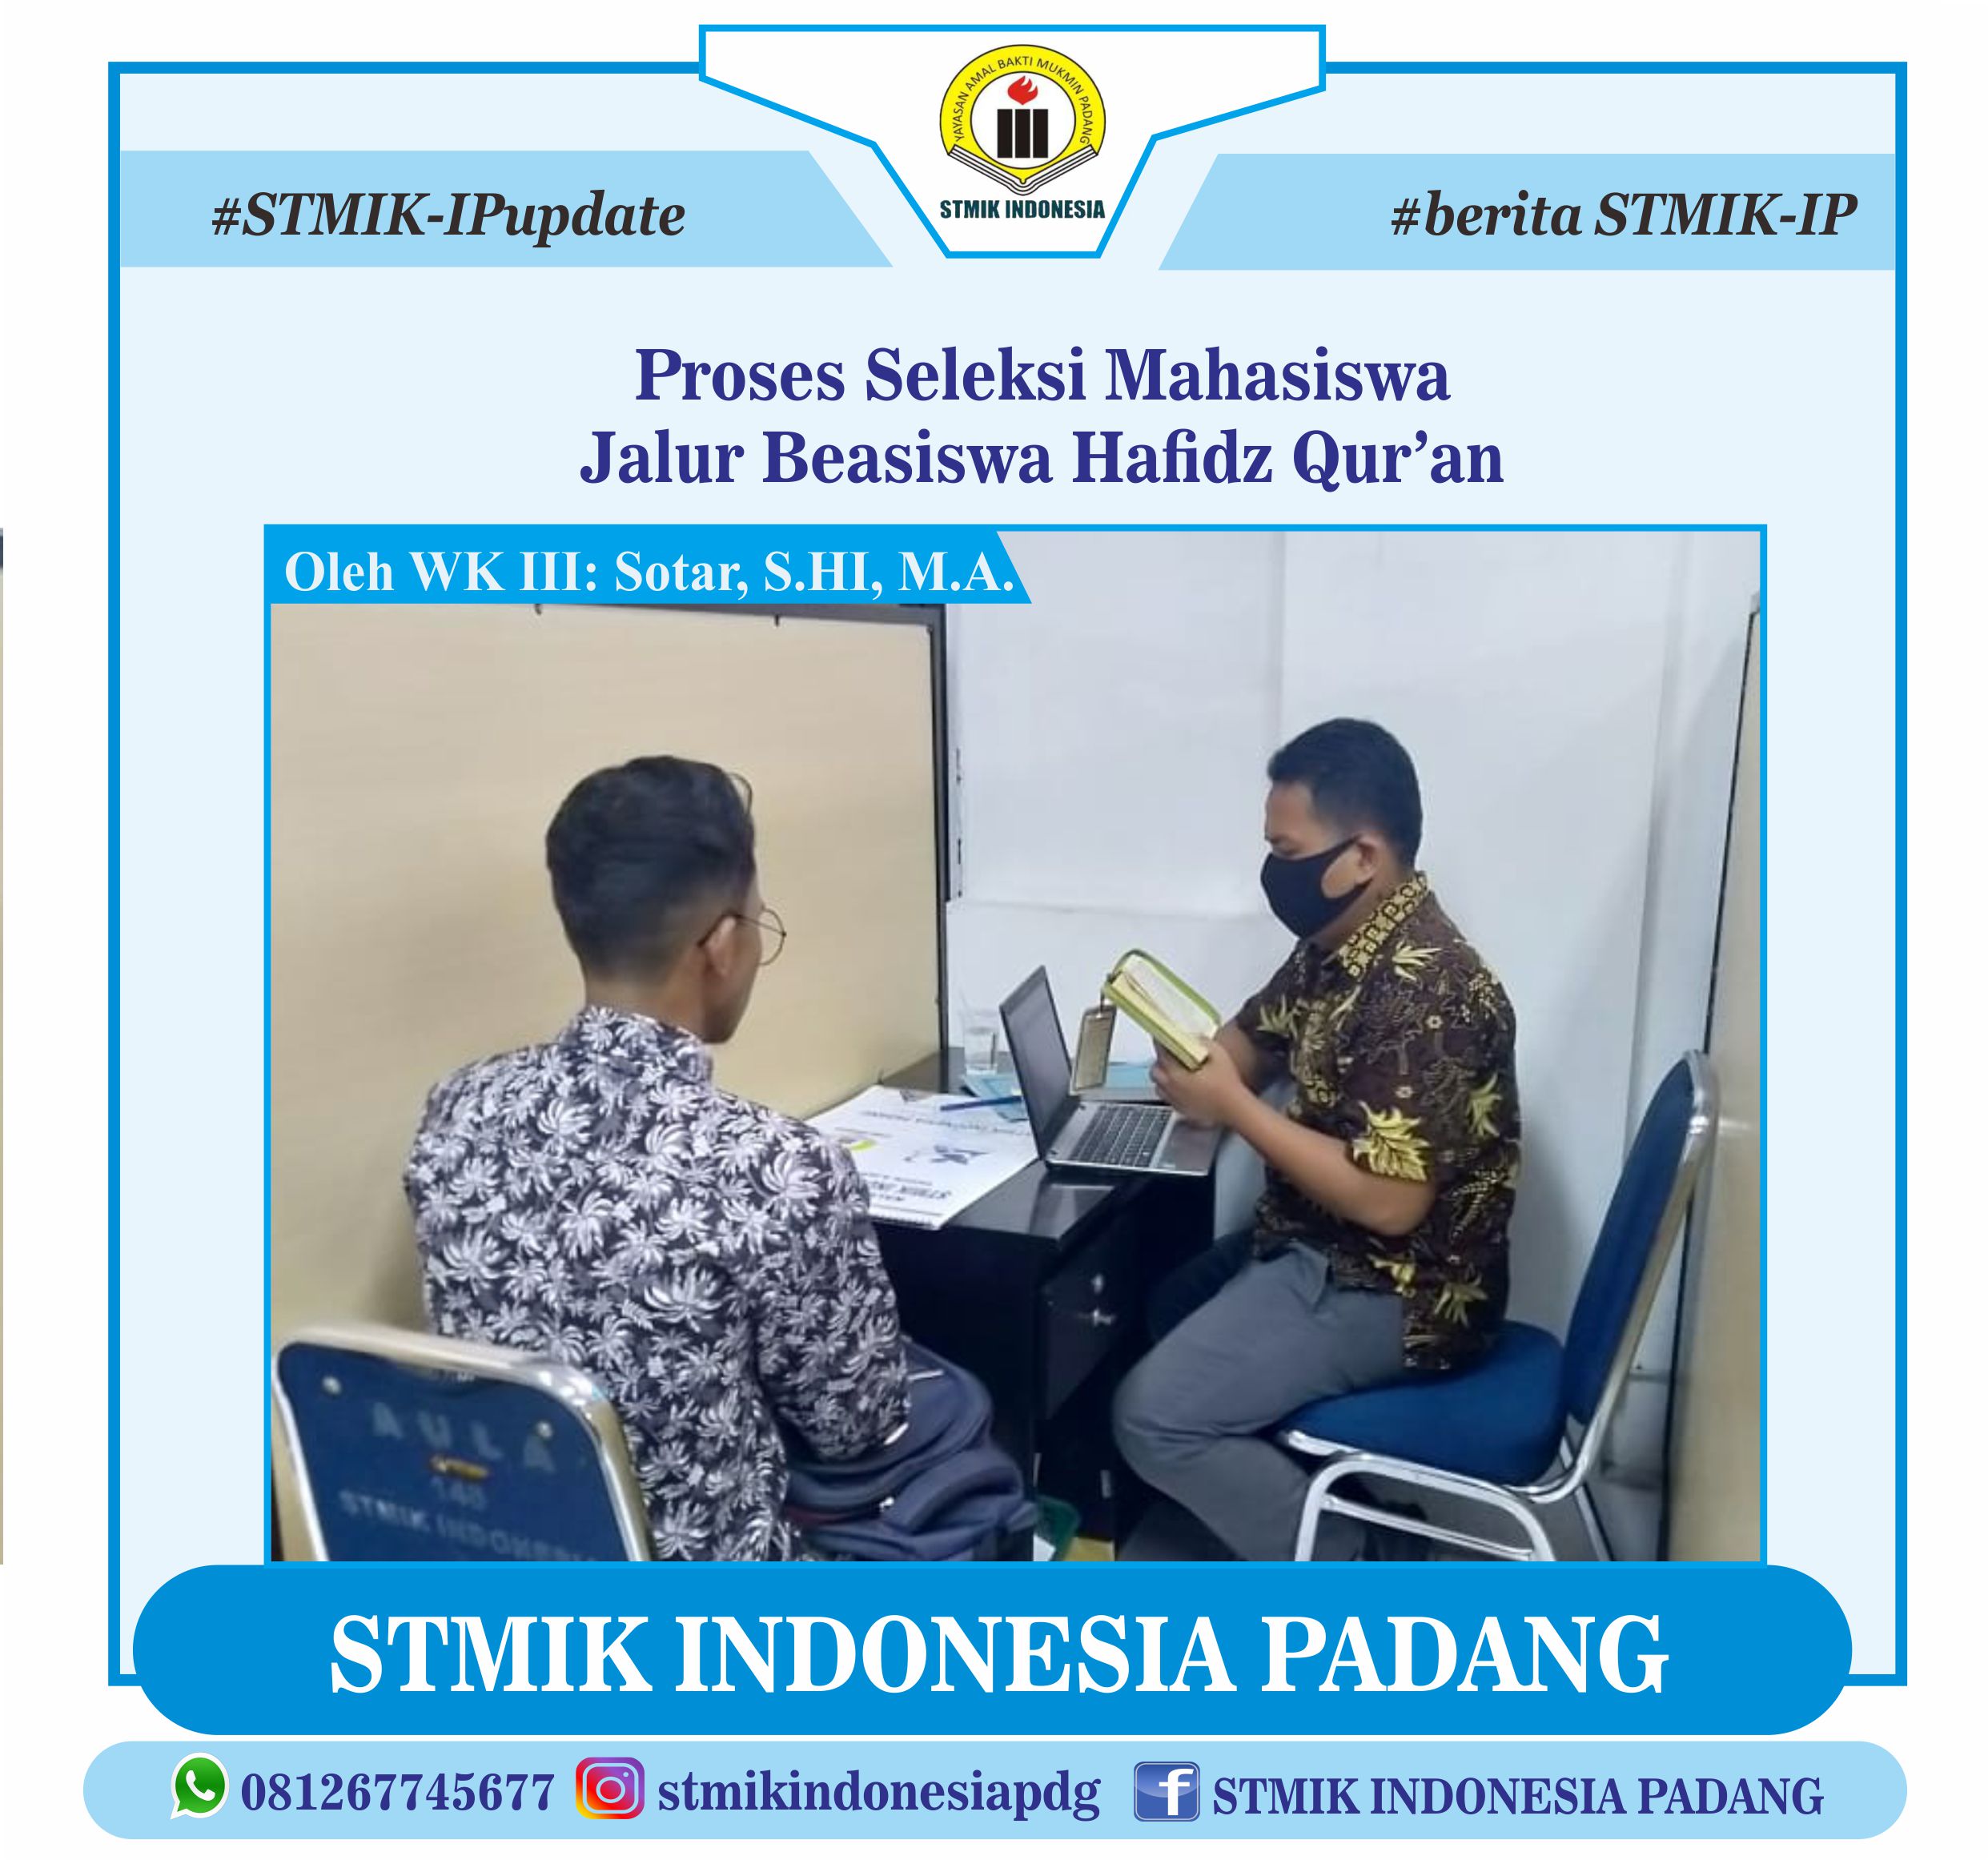 YAYASAN AMAL BAKTI MUKMIN PADANG
STMIK INDONESIA
#STMIK-IPupdate
#berita STMIK-IP
Proses Seleksi Mahasiswa
Jalur Beasiswa Hafidz Qur’an
Oleh WK III: Sotar, S.HI, M.A.
AULA
STMIK INDONESIA
STMIK INDONESIA PADANG
081267745677
stmikindonesiapdg
STMIK INDONESIA PADANG